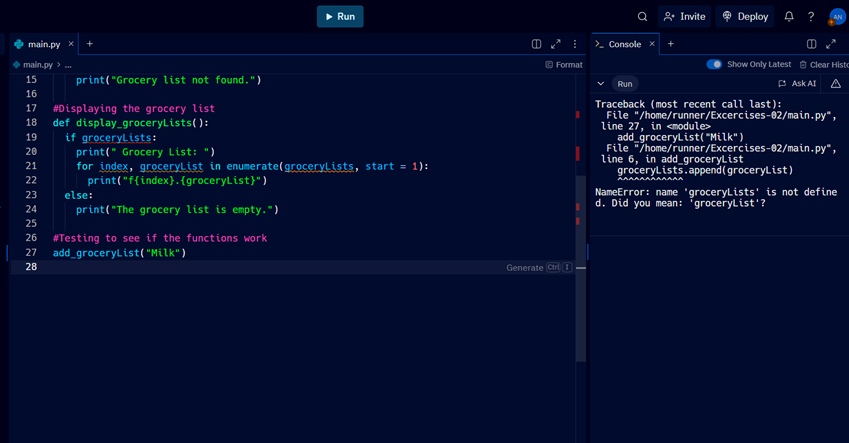 Run
Invite
Deploy
?
AN
main.py × +
main.py > ...
Format
15 print("Grocery list not found.")
16
17 #Displaying the grocery list
18 def display_groceryLists():
19 if groceryLists:
20 print(" Grocery List: ")
21 for index, groceryList in enumerate(groceryLists, start = 1):
22 print("f{index}.{groceryList}")
23 else:
24 print("The grocery list is empty.")
25
26 #Testing to see if the functions work
27 add_groceryList("Milk")
28
Generate Ctrl I
>_ Console × +
Show Only Latest Clear Histo
Run
Ask AI
Traceback (most recent call last):
File "/home/runner/Excercises-02/main.py",
line 27, in <module>
add_groceryList("Milk")
File "/home/runner/Excercises-02/main.py",
line 6, in add_groceryList
groceryLists.append(groceryList)
^^^^^^^^^^^^
NameError: name 'groceryLists' is not define
d. Did you mean: 'groceryList'?